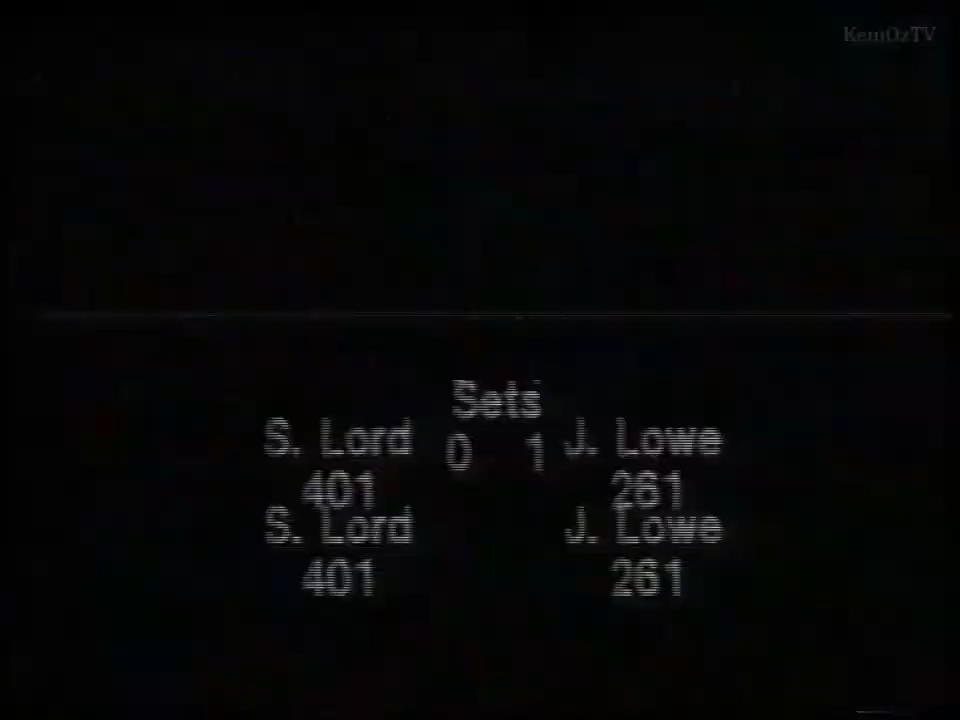 KemOzTV
Sets
S. Lord 0 1 J. Lowe
401 261
S. Lord J. Lowe
401 261